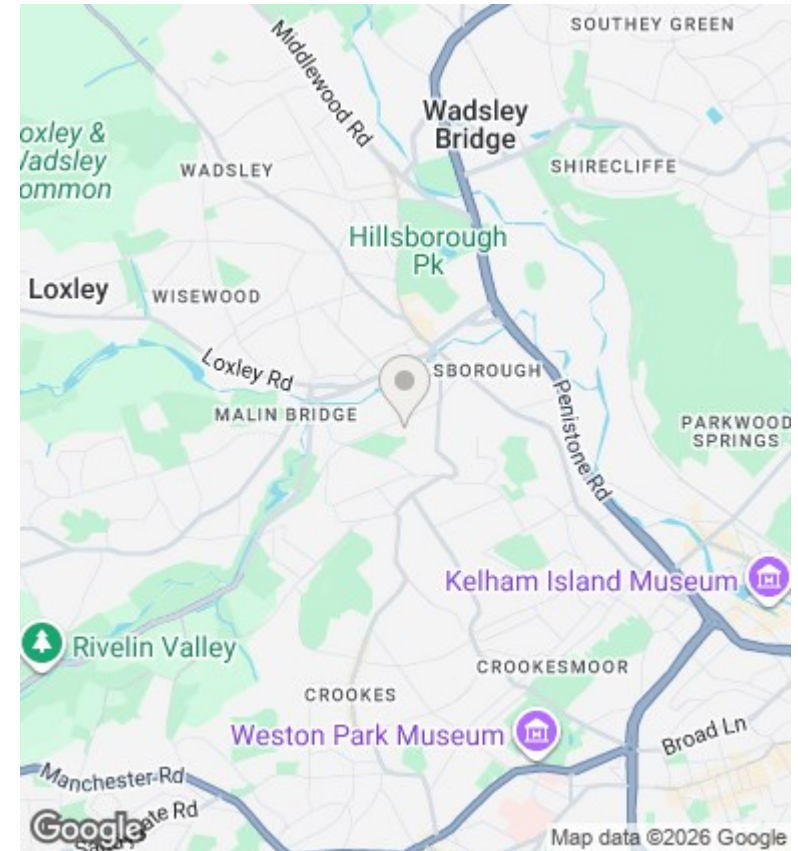 SOUTHEY GREEN
Middlewood Rd
Wadsley
Bridge
oxley &
Vadsley
ommon
WADSLEY
SHIRECLIFFE
Hillsborough
Pk
Loxley
WISEWOOD
Loxley Rd
SBOROUGH
MALIN BRIDGE
Penistone Rd
PARKWOOD
SPRINGS
Kelham Island Museum
Rivelin Valley
CROOKESMOOR
CROOKES
Weston Park Museum
Broad Ln
Manchester Rd
Google
Map data ©2026 Google